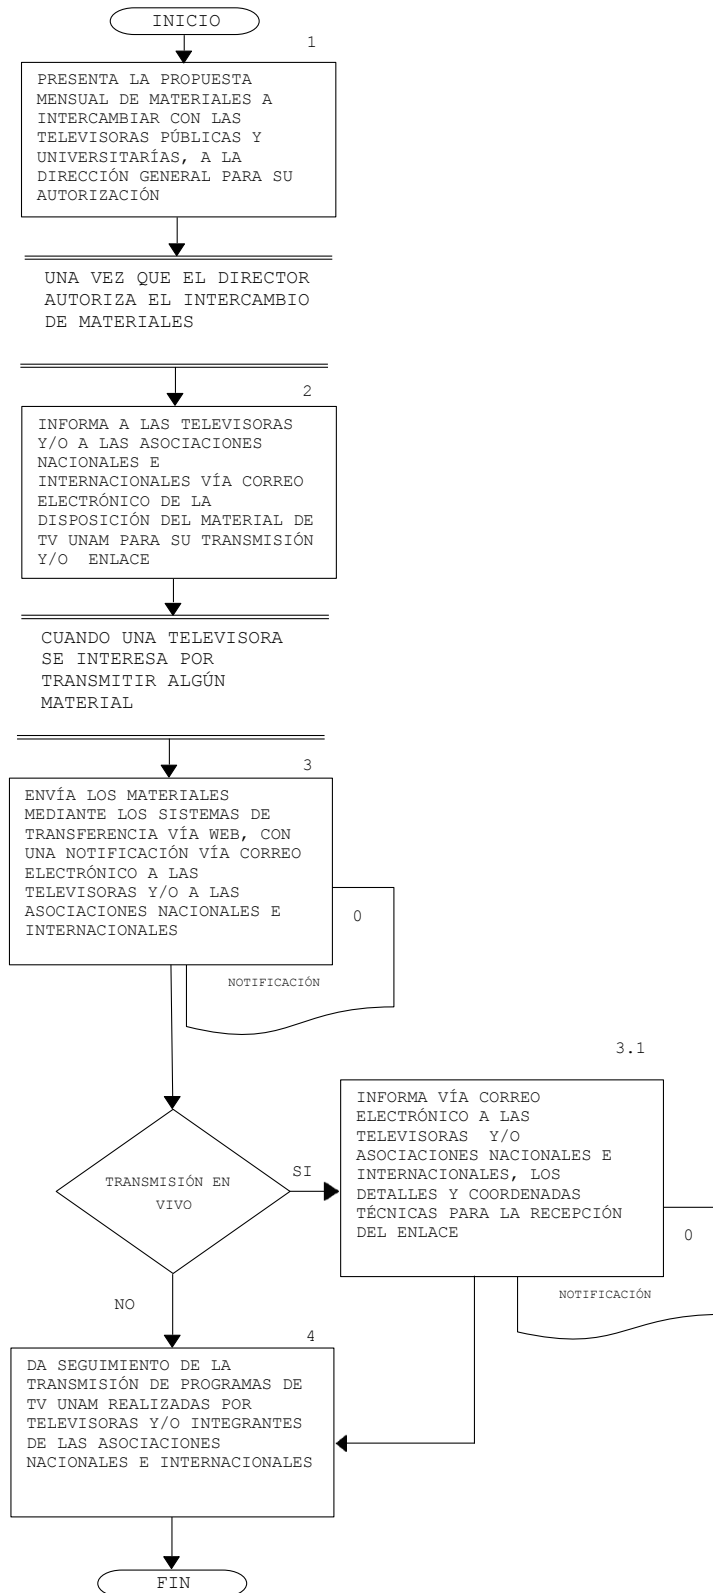 INICIO
1
PRESENTA LA PROPUESTA
MENSUAL DE MATERIALES A
INTERCAMBIAR CON LAS
TELEVISORAS PÚBLICAS Y
UNIVERSITARÍAS, A LA
DIRECCIÓN GENERAL PARA SU
AUTORIZACIÓN
UNA VEZ QUE EL DIRECTOR
AUTORIZA EL INTERCAMBIO
DE MATERIALES
2
INFORMA A LAS TELEVISORAS
Y/O A LAS ASOCIACIONES
NACIONALES E
INTERNACIONALES VÍA CORREO
ELECTRÓNICO DE LA
DISPOSICIÓN DEL MATERIAL DE
TV UNAM PARA SU TRANSMISIÓN
Y/O ENLACE
CUANDO UNA TELEVISORA
SE INTERESA POR
TRANSMITIR ALGÚN
MATERIAL
3
ENVÍA LOS MATERIALES
MEDIANTE LOS SISTEMAS DE
TRANSFERENCIA VÍA WEB, CON
UNA NOTIFICACIÓN VÍA CORREO
ELECTRÓNICO A LAS
TELEVISORAS Y/O A LAS
ASOCIACIONES NACIONALES E
INTERNACIONALES
0
NOTIFICACIÓN
TRANSMISIÓN EN
VIVO
SI
3.1
INFORMA VÍA CORREO
ELECTRÓNICO A LAS
TELEVISORAS Y/O
ASOCIACIONES NACIONALES E
INTERNACIONALES, LOS
DETALLES Y COORDENADAS
TÉCNICAS PARA LA RECEPCIÓN
DEL ENLACE
0
NOTIFICACIÓN
NO
4
DA SEGUIMIENTO DE LA
TRANSMISIÓN DE PROGRAMAS DE
TV UNAM REALIZADAS POR
TELEVISORAS Y/O INTEGRANTES
DE LAS ASOCIACIONES
NACIONALES E INTERNACIONALES
FIN